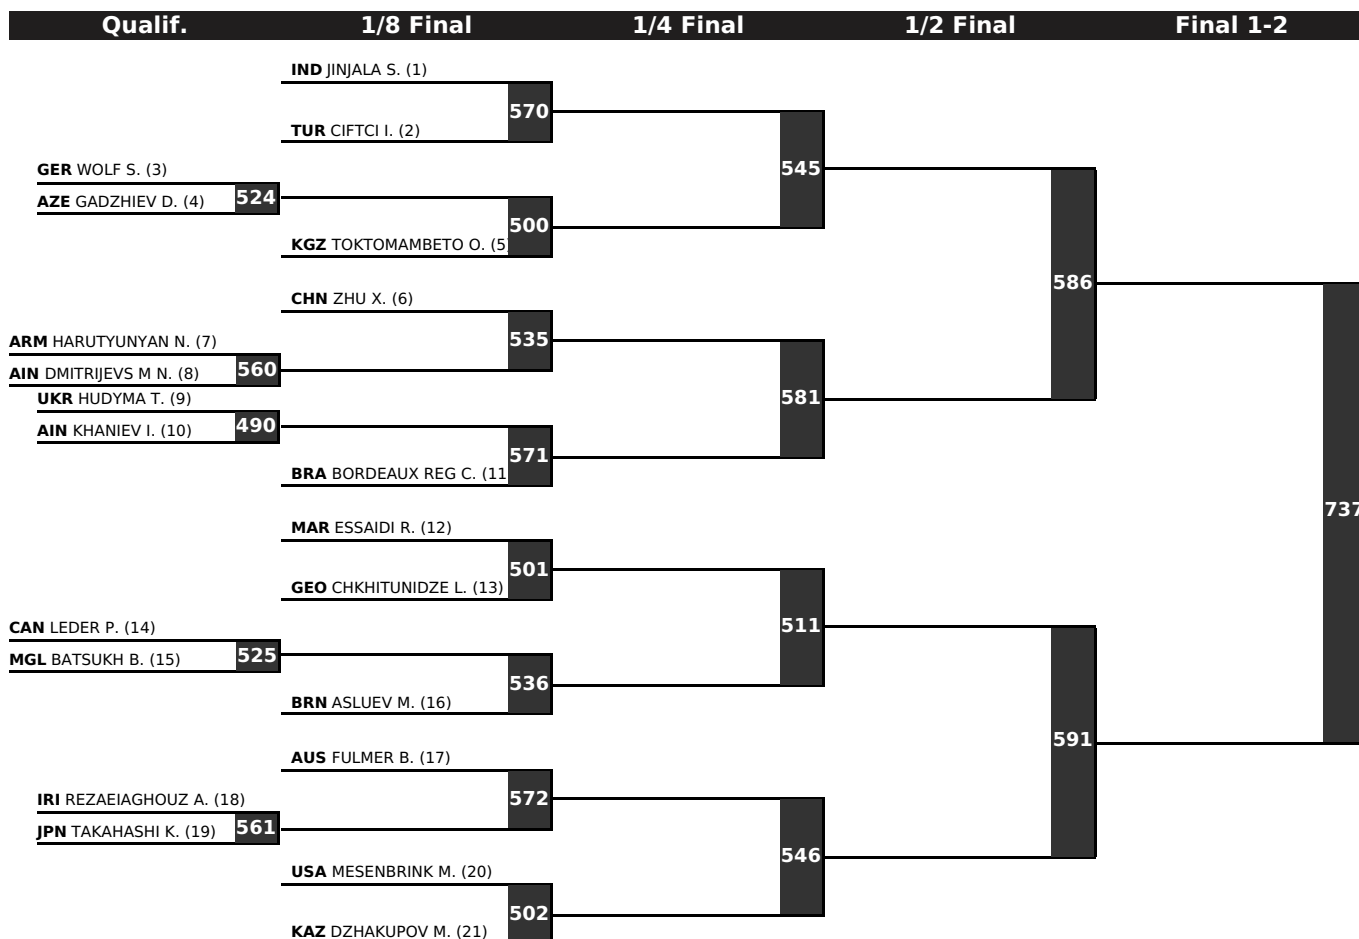 Qualif. 1/8 Final 1/4 Final 1/2 Final Final 1-2
IND JINJALA S. (1)
570
TUR CIFTCI I. (2)
545
GER WOLF S. (3)
AZE GADZHIEV D. (4) 524
500
KGZ TOKTOMAMBETO O. (5)
586
CHN ZHU X. (6)
535
ARM HARUTYUNYAN N. (7)
AIN DMITRIJEVS M N. (8) 560
UKR HUDYMA T. (9)
581
AIN KHANIEV I. (10) 490
571
BRA BORDEAUX REG C. (11
737
MAR ESSAIDI R. (12)
501
GEO CHKHITUNIDZE L. (13)
511
CAN LEDER P. (14)
MGL BATSUKH B. (15) 525
536
BRN ASLUEV M. (16)
591
AUS FULMER B. (17)
572
IRI REZAEIAGHOUZ A. (18)
JPN TAKAHASHI K. (19) 561
546
USA MESENBRINK M. (20)
502
KAZ DZHAKUPOV M. (21)